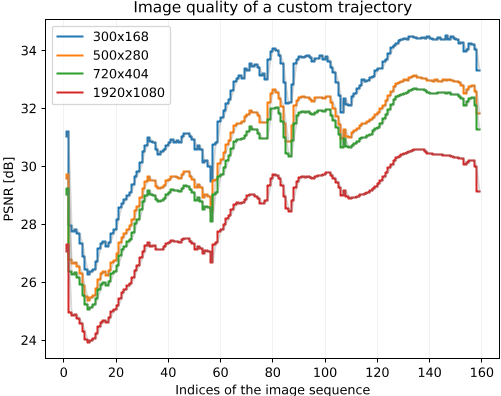 Image quality of a custom trajectory
300x168
500x280
720x404
1920x1080
PSNR [dB]
34
32
30
28
26
24
0 20 40 60 80 100 120 140 160
Indices of the image sequence